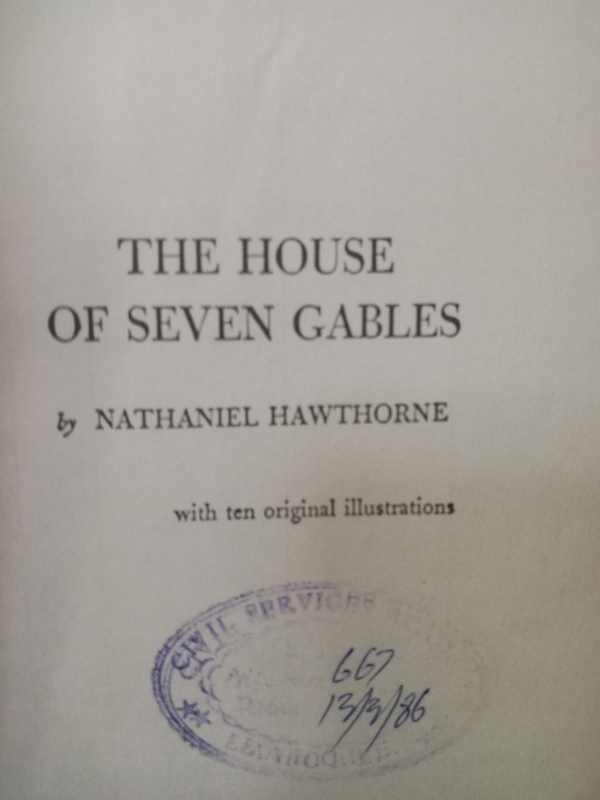 THE HOUSE
OF SEVEN GABLES
by NATHANIEL HAWTHORNE
with ten original illustrations
CIVIL SERVICES
667
13/3/86